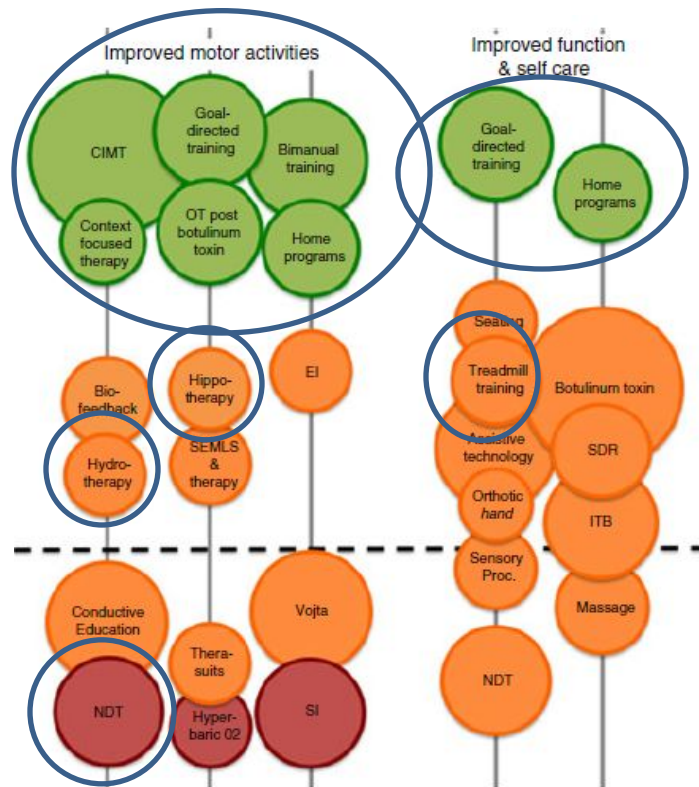 Improved motor activities
Improved function
& self care
CIMT
Goal-
directed
training
Bimanual
training
Context
focused
therapy
OT post
botulinum
toxin
Home
programs
Goal-
directed
training
Home
programs
Bio-
feedback
Hippo-
therapy
EI
Hydro-
therapy
SEMLS
&
therapy
Seating
Treadmill
training
Botulinum toxin
Assistive
technology
SDR
Orthotic
hand
ITB
Conductive
Education
Vojta
Thera-
suits
NDT
Hyper-
baric 02
SI
Sensory
Proc.
Massage
NDT